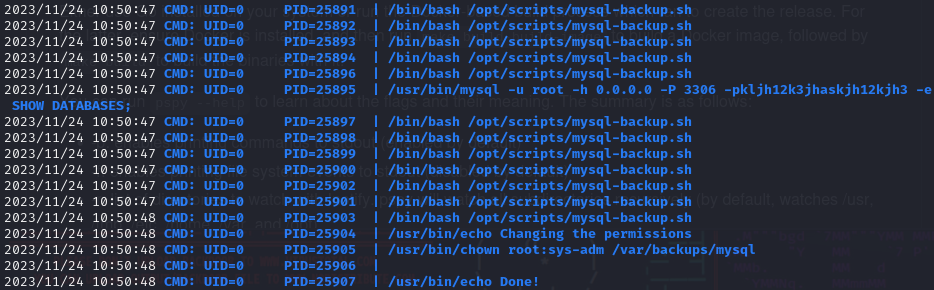 2023/11/24 10:50:47 CMD: UID=0 PID=25891 | /bin/bash /opt/scripts/mysql-backup.sh
2023/11/24 10:50:47 CMD: UID=0 PID=25892 | /bin/bash /opt/scripts/mysql-backup.sh
2023/11/24 10:50:47 CMD: UID=0 PID=25893 | /bin/bash /opt/scripts/mysql-backup.sh
2023/11/24 10:50:47 CMD: UID=0 PID=25894 | /bin/bash /opt/scripts/mysql-backup.sh
2023/11/24 10:50:47 CMD: UID=0 PID=25896 | /bin/bash /opt/scripts/mysql-backup.sh
2023/11/24 10:50:47 CMD: UID=0 PID=25895 | /usr/bin/mysql -u root -h 0.0.0.0 -P 3306 -pkljh12k3jhaskjh12kjh3 -e
SHOW DATABASES;
2023/11/24 10:50:47 CMD: UID=0 PID=25897 | /bin/bash /opt/scripts/mysql-backup.sh
2023/11/24 10:50:47 CMD: UID=0 PID=25898 | /bin/bash /opt/scripts/mysql-backup.sh
2023/11/24 10:50:47 CMD: UID=0 PID=25899 | /bin/bash /opt/scripts/mysql-backup.sh
2023/11/24 10:50:47 CMD: UID=0 PID=25900 | /bin/bash /opt/scripts/mysql-backup.sh
2023/11/24 10:50:47 CMD: UID=0 PID=25902 | /bin/bash /opt/scripts/mysql-backup.sh
2023/11/24 10:50:47 CMD: UID=0 PID=25901 | /bin/bash /opt/scripts/mysql-backup.sh
2023/11/24 10:50:48 CMD: UID=0 PID=25903 | /bin/bash /opt/scripts/mysql-backup.sh
2023/11/24 10:50:48 CMD: UID=0 PID=25904 | /usr/bin/echo Changing the permissions
2023/11/24 10:50:48 CMD: UID=0 PID=25905 | /usr/bin/chown root:sys-adm /var/backups/mysql
2023/11/24 10:50:48 CMD: UID=0 PID=25906 |
2023/11/24 10:50:48 CMD: UID=0 PID=25907 | /usr/bin/echo Done!